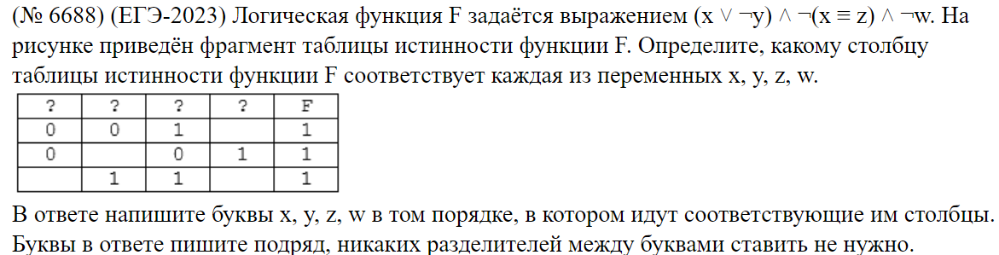 (№ 6688) (ЕГЭ-2023) Логическая функция F задаётся выражением (x ∨ ¬y) ∧ ¬(x ≡ z) ∧ ¬w. На
рисунке приведён фрагмент таблицы истинности функции F. Определите, какому столбцу
таблицы истинности функции F соответствует каждая из переменных x, y, z, w.
? ? ? ? F
0 0 1 1
0 0 1 1
1 1 1
В ответе напишите буквы x, y, z, w в том порядке, в котором идут соответствующие им столбцы.
Буквы в ответе пишите подряд, никаких разделителей между буквами ставить не нужно.